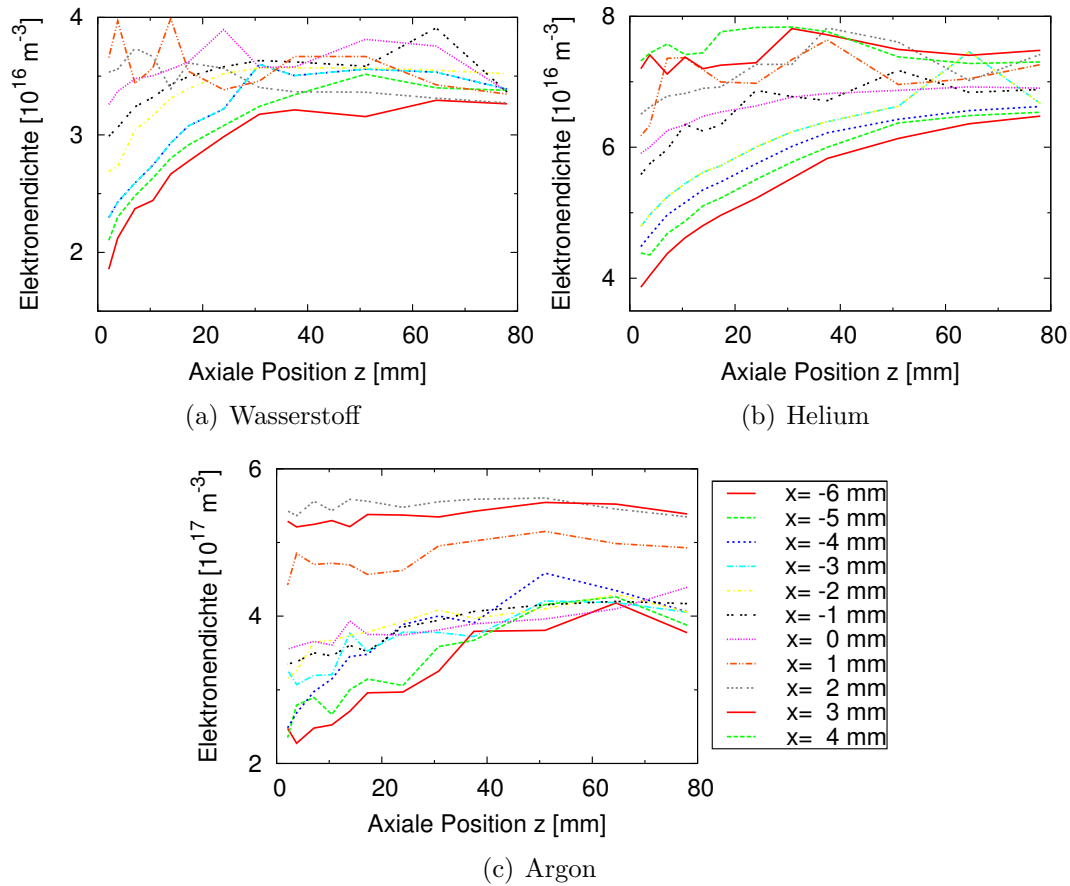 Elektronendichte [10^16 m^-3]
4
3
2
0 20 40 60 80
Axiale Position z [mm]
(a) Wasserstoff
Elektronendichte [10^16 m^-3]
8
6
4
0 20 40 60 80
Axiale Position z [mm]
(b) Helium
Elektronendichte [10^17 m^-3]
6
4
2
0 20 40 60 80
Axiale Position z [mm]
(c) Argon
x= -6 mm
x= -5 mm
x= -4 mm
x= -3 mm
x= -2 mm
x= -1 mm
x= 0 mm
x= 1 mm
x= 2 mm
x= 3 mm
x= 4 mm